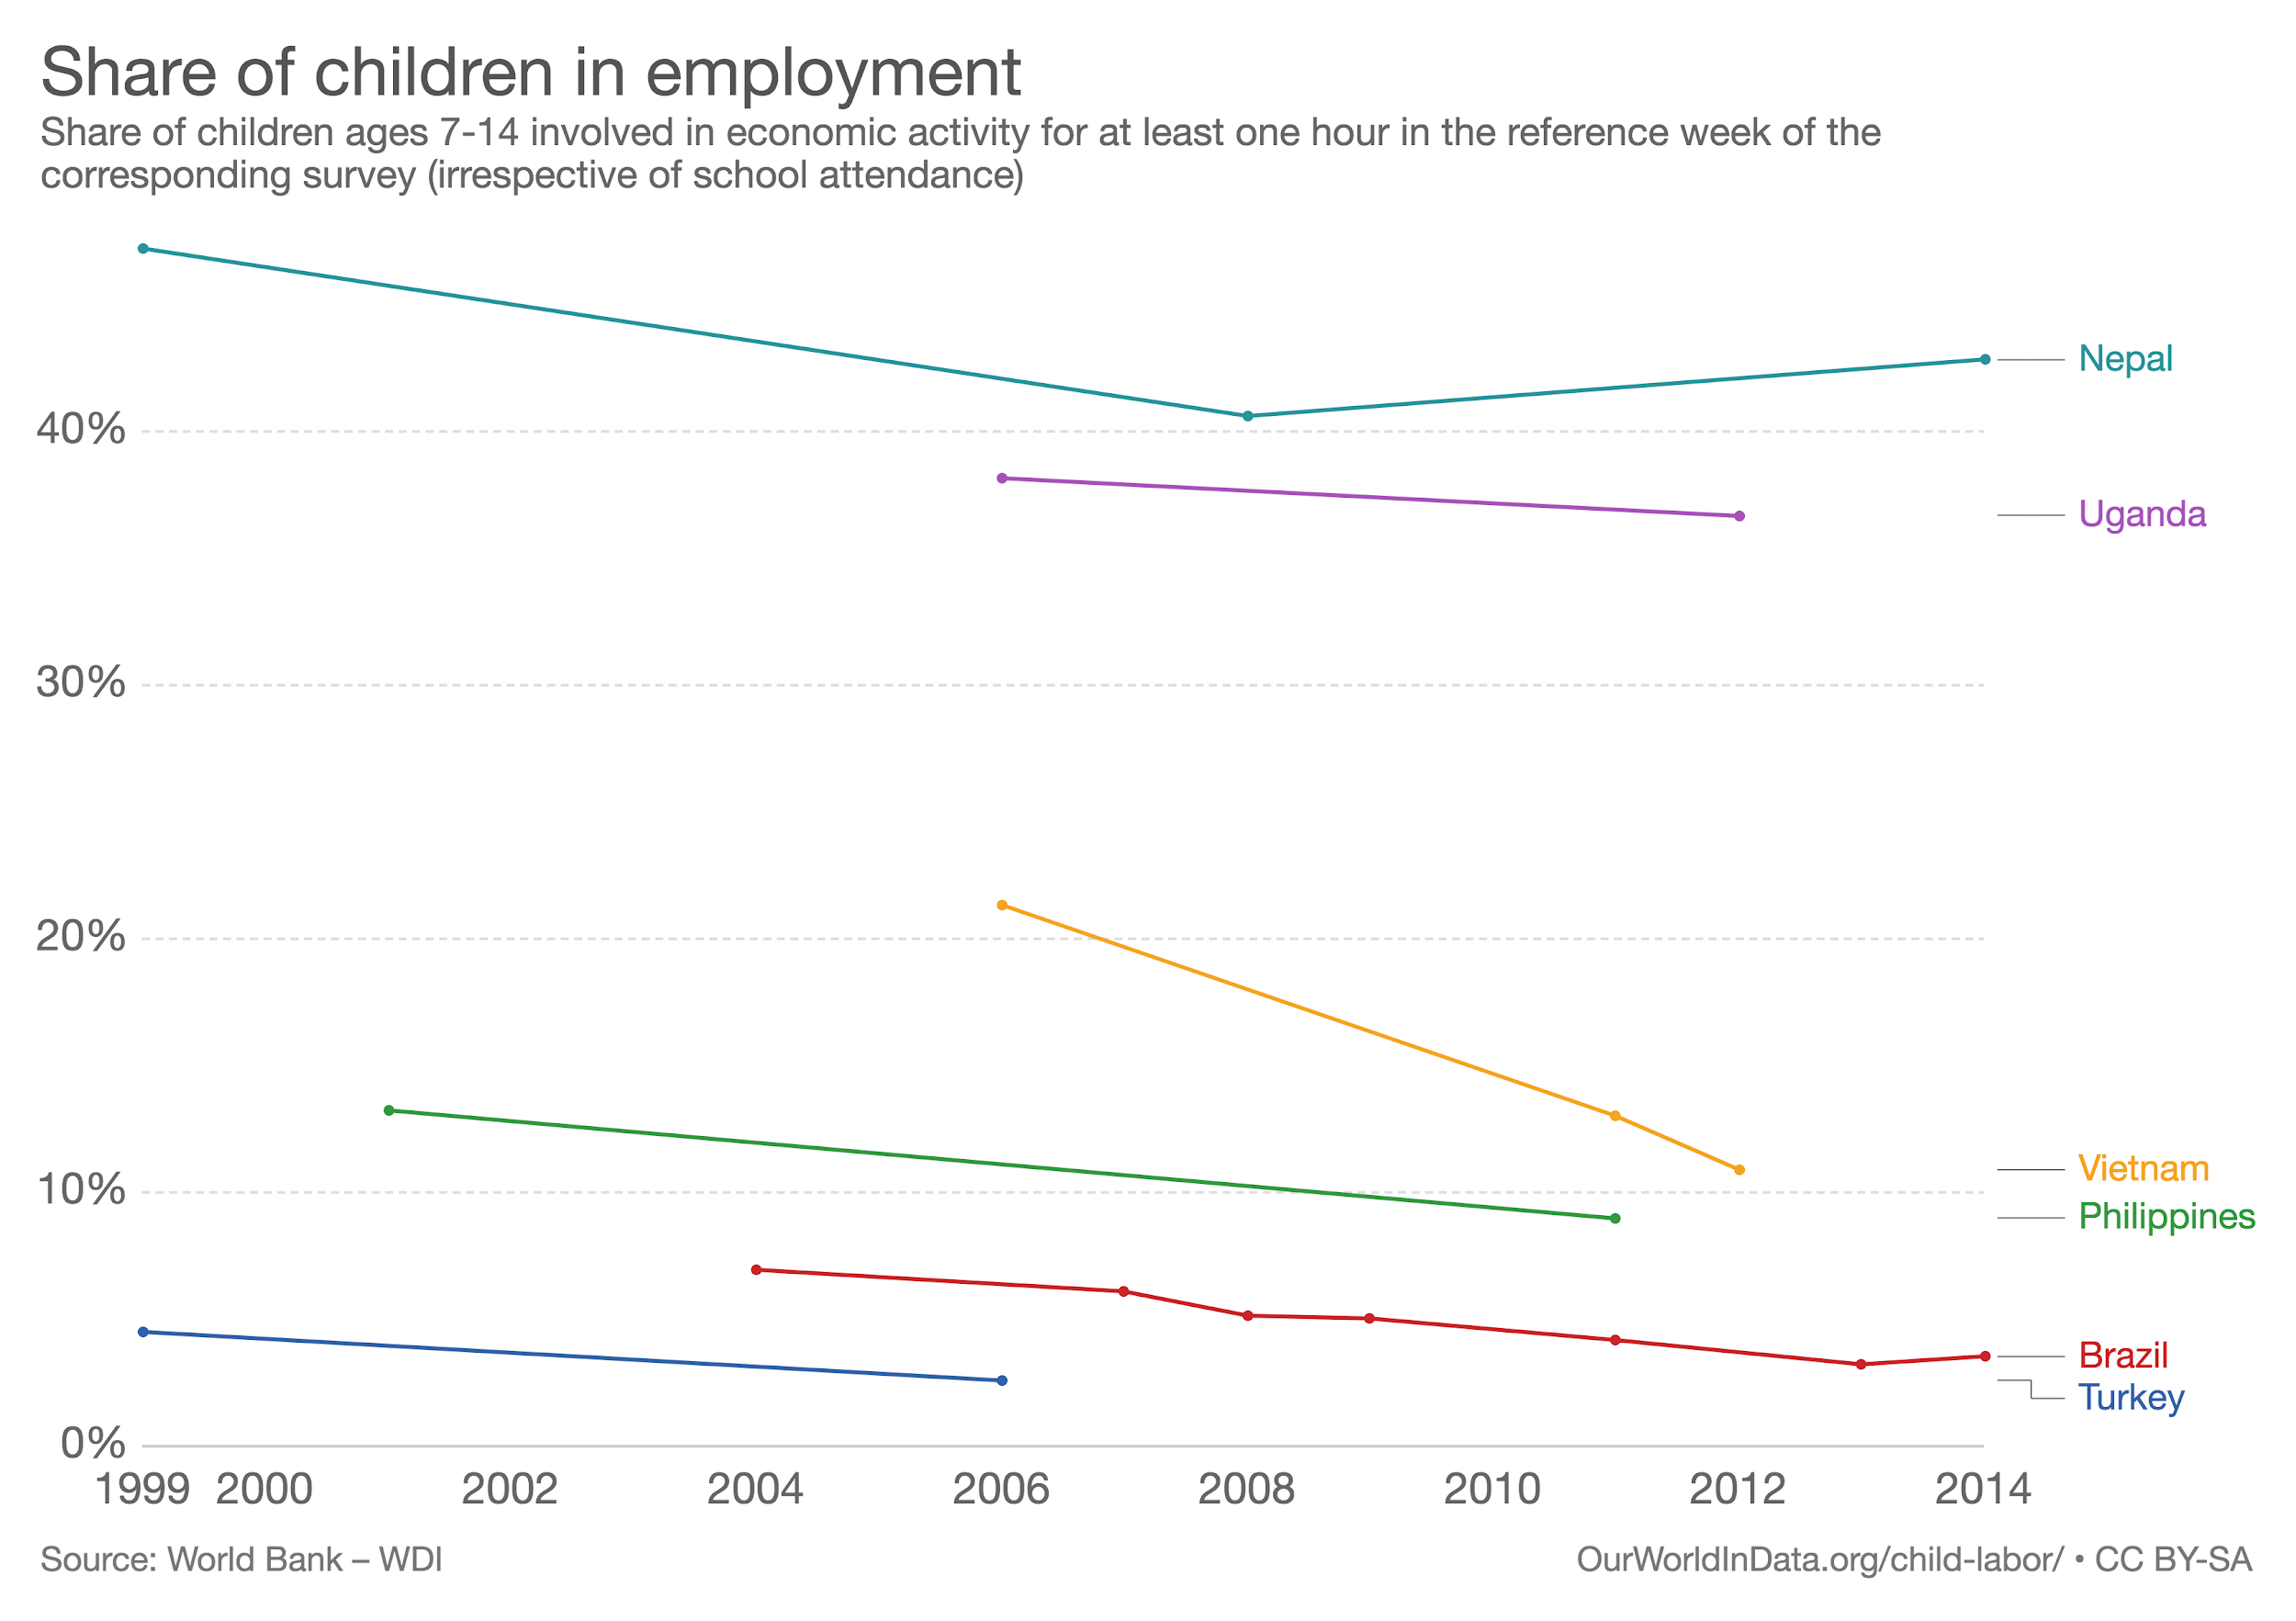 Share of children in employment
Share of children ages 7-14 involved in economic activity for at least one hour in the reference week of the
corresponding survey (irrespective of school attendance)
Nepal
40%
Uganda
30%
20%
Vietnam
10%
Philippines
Brazil
Turkey
0%
1999 2000 2002 2004 2006 2008 2010 2012 2014
Source: World Bank – WDI
OurWorldInData.org/child-labor/ • CC BY-SA